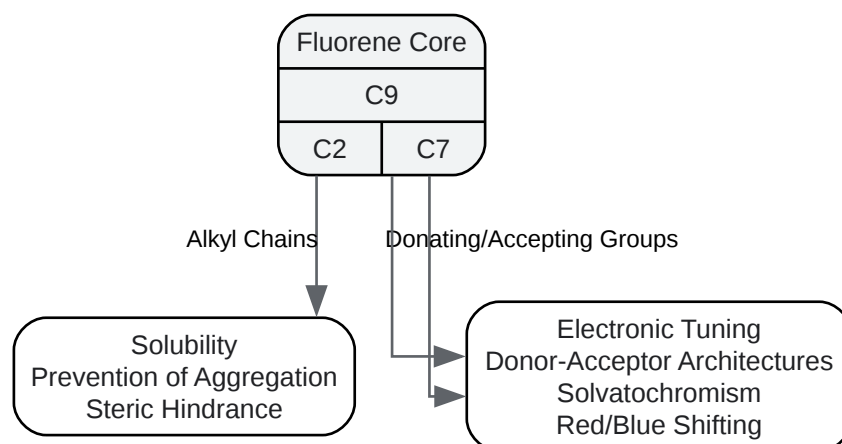 Fluorene Core
C9
C2
C7
Alkyl Chains
Donating/Accepting Groups
Solubility
Prevention of Aggregation
Steric Hindrance
Electronic Tuning
Donor-Acceptor Architectures
Solvatochromism
Red/Blue Shifting